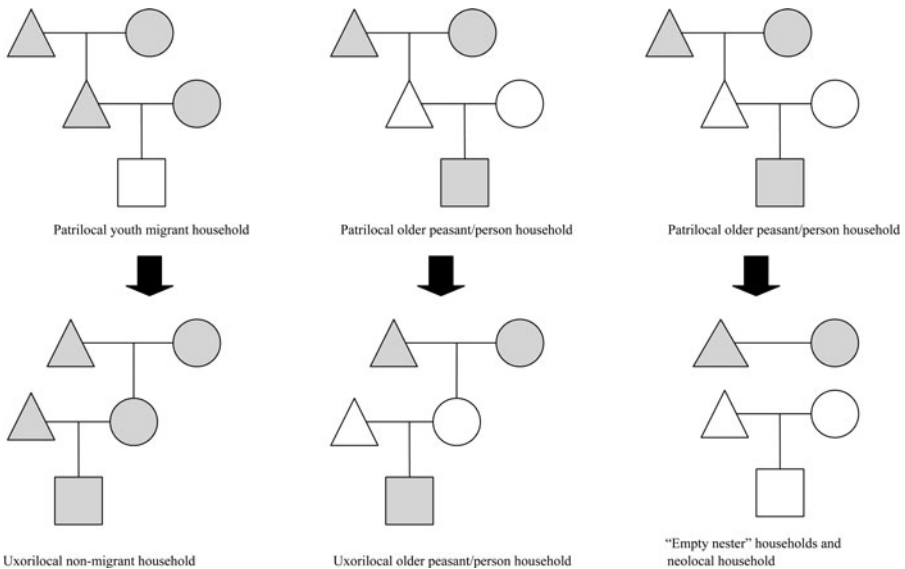 Patrilocal youth migrant household
Patrilocal older peasant/person household
Patrilocal older peasant/person household
Uxorilocal non-migrant household
Uxorilocal older peasant/person household
“Empty nester” households and
neolocal household